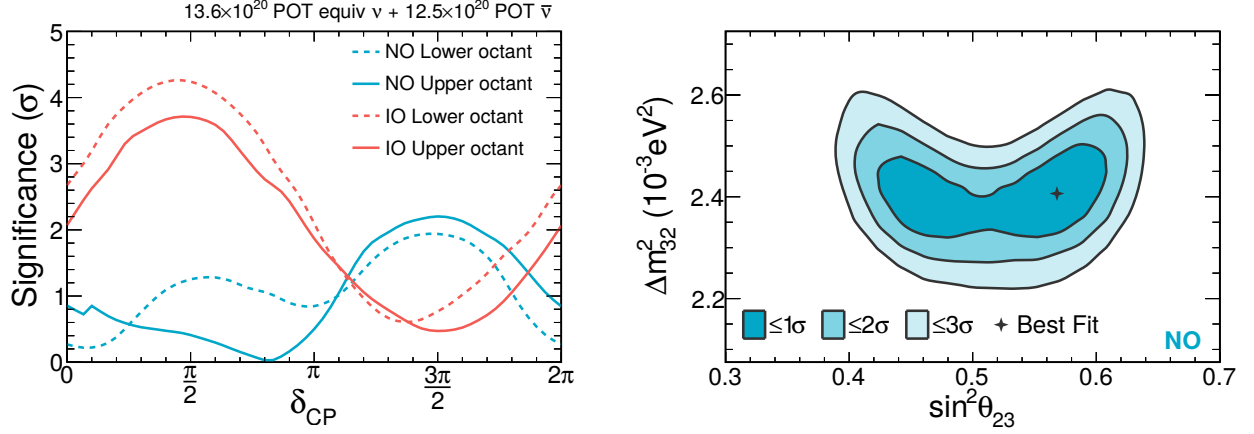 13.6×10²⁰ POT equiv ν + 12.5×10²⁰ POT ν̅
Significance (σ)
5
4
3
2
1
0
NO Lower octant
NO Upper octant
IO Lower octant
IO Upper octant
0
π/2
π
3π/2
2π
δ_CP
Δm²₃₂ (10⁻³eV²)
2.6
2.4
2.2
≤1σ ≤2σ ≤3σ Best Fit
NO
0.3 0.4 0.5 0.6 0.7
sin²θ₂₃